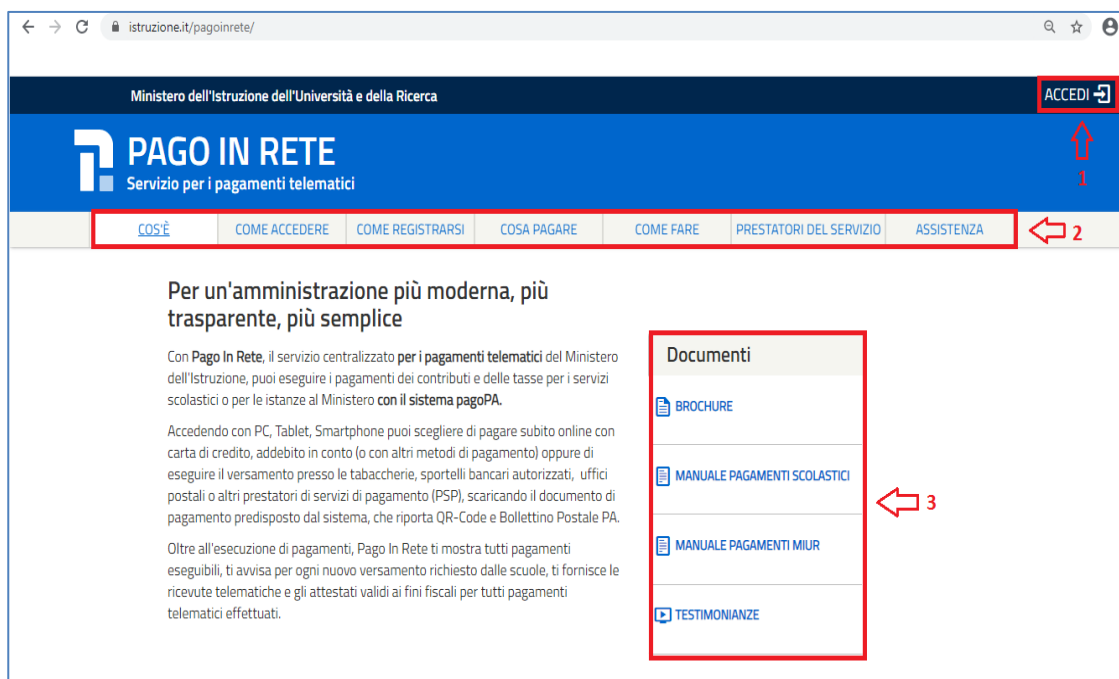 istruzione.it/pagoinrete/
Ministero dell'Istruzione dell'Università e della Ricerca
ACCEDI
1
PAGO IN RETE
Servizio per i pagamenti telematici
COS'È COME ACCEDERE COME REGISTRARSI COSA PAGARE COME FARE PRESTATORI DEL SERVIZIO ASSISTENZA
2
Per un'amministrazione più moderna, più
trasparente, più semplice
Con Pago In Rete, il servizio centralizzato per i pagamenti telematici del Ministero
dell'Istruzione, puoi eseguire i pagamenti dei contributi e delle tasse per i servizi
scolastici o per le istanze al Ministero con il sistema pagoPA.
Accedendo con PC, Tablet, Smartphone puoi scegliere di pagare subito online con
carta di credito, addebito in conto (o con altri metodi di pagamento) oppure di
eseguire il versamento presso le tabaccherie, sportelli bancari autorizzati, uffici
postali o altri prestatori di servizi di pagamento (PSP), scaricando il documento di
pagamento predisposto dal sistema, che riporta QR-Code e Bollettino Postale PA.
Oltre all'esecuzione di pagamenti, Pago In Rete ti mostra tutti pagamenti
eseguibili, ti avvisa per ogni nuovo versamento richiesto dalle scuole, ti fornisce le
ricevute telematiche e gli attestati validi ai fini fiscali per tutti pagamenti
telematici effettuati.
Documenti
BROCHURE
MANUALE PAGAMENTI SCOLASTICI
MANUALE PAGAMENTI MIUR
TESTIMONIANZE
3